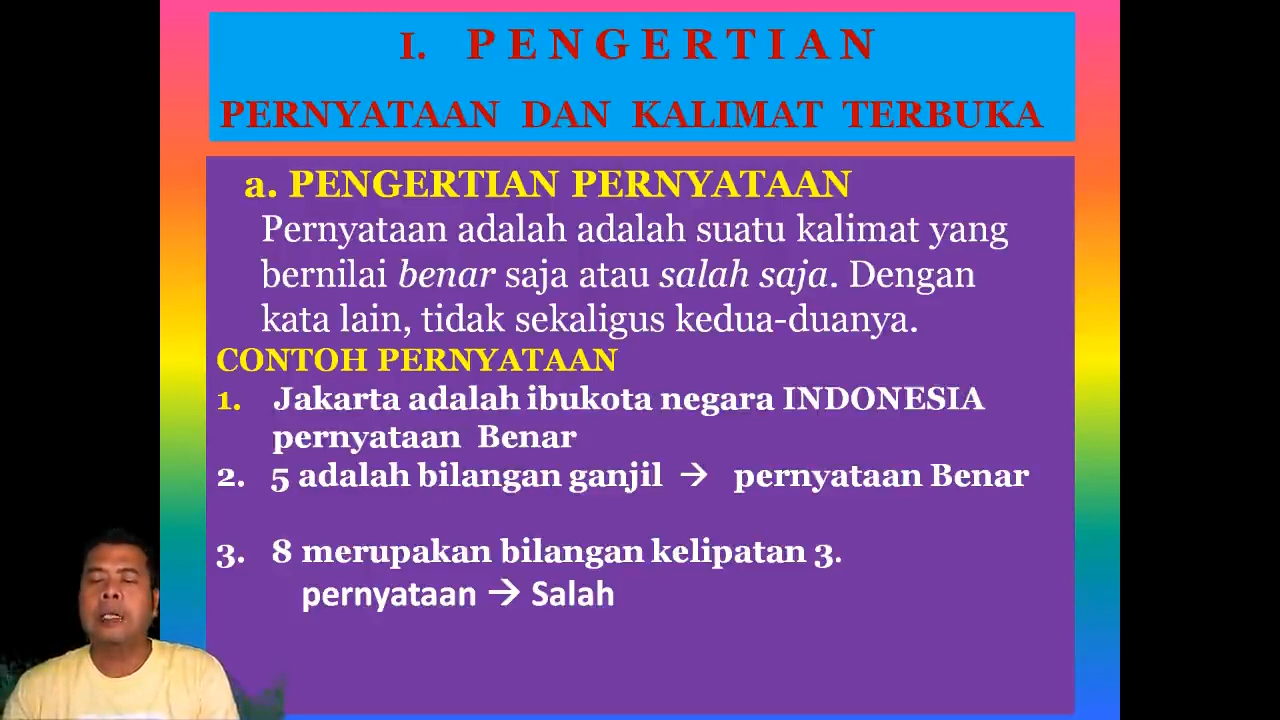 I. P E N G E R T I A N
PERNYATAAN DAN KALIMAT TERBUKA
a. PENGERTIAN PERNYATAAN
Pernyataan adalah adalah suatu kalimat yang
bernilai benar saja atau salah saja. Dengan
kata lain, tidak sekaligus kedua-duanya.
CONTOH PERNYATAAN
1. Jakarta adalah ibukota negara INDONESIA
pernyataan Benar
2. 5 adalah bilangan ganjil → pernyataan Benar
3. 8 merupakan bilangan kelipatan 3.
pernyataan → Salah